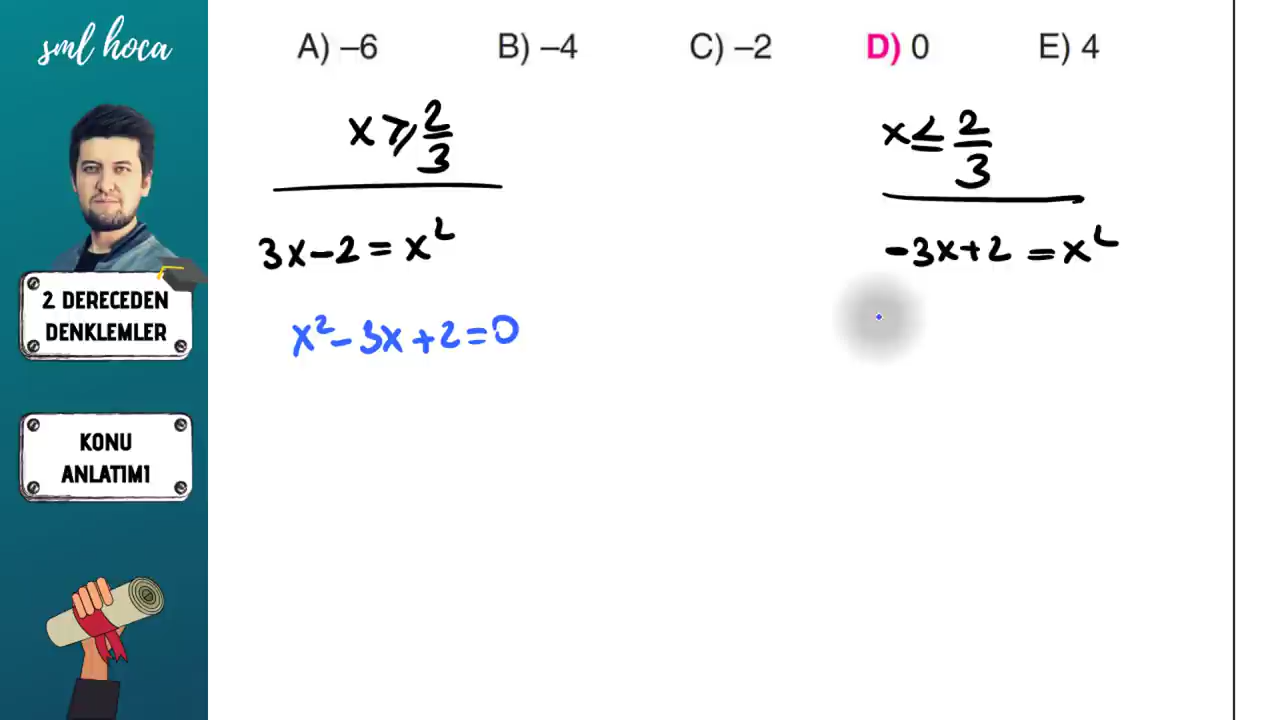 sml hoca
2. DERECEDEN
DENKLEMLER
KONU
ANLATIMI
A) –6 B) –4 C) –2 D) 0 E) 4
x ≥ 2/3
3x-2 = x²
x²-3x+2=0
x ≤ 2/3
-3x+2 = x²